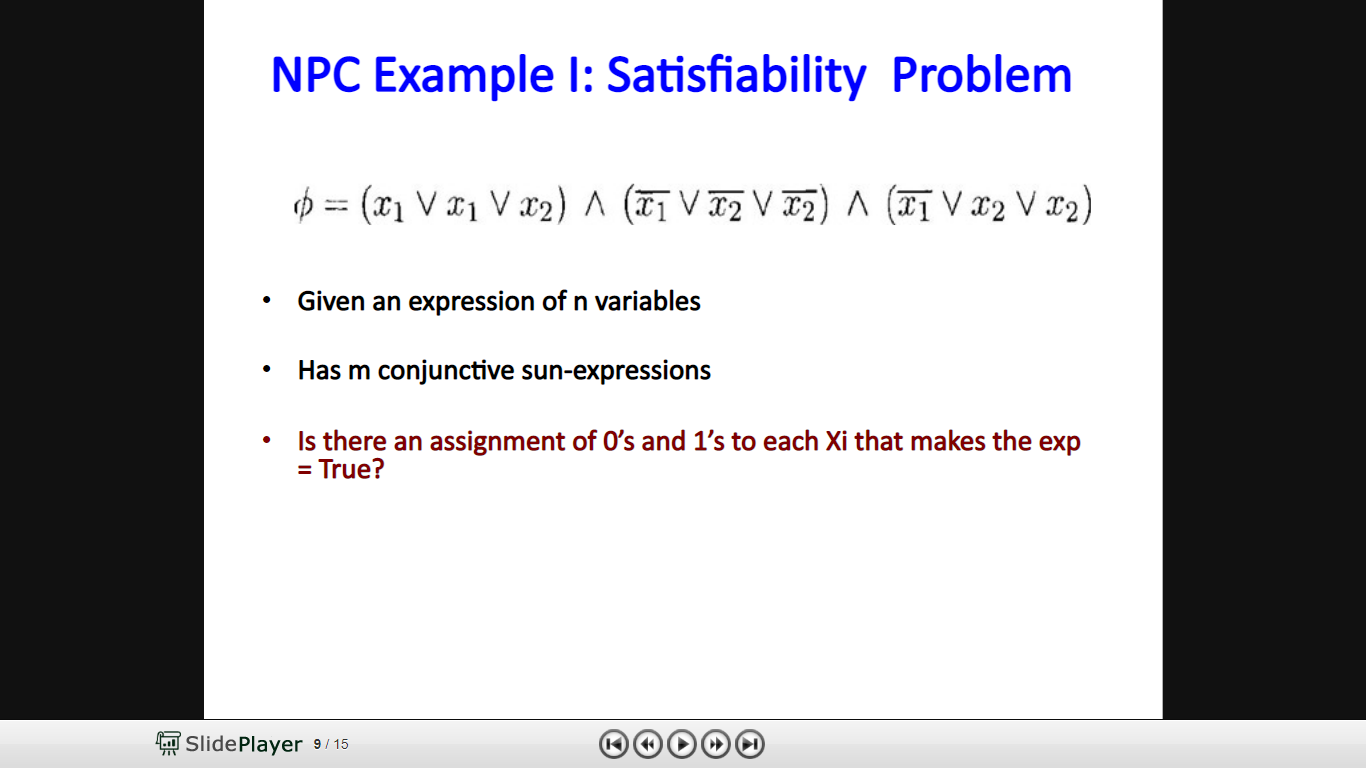 NPC Example I: Satisfiability Problem
ϕ = (x₁ ∨ x₁ ∨ x₂) ∧ (x̅₁ ∨ x̅₂ ∨ x̅₂) ∧ (x̅₁ ∨ x₂ ∨ x₂)
• Given an expression of n variables
• Has m conjunctive sun-expressions
• Is there an assignment of 0’s and 1’s to each Xi that makes the exp
= True?
SlidePlayer 9 / 15